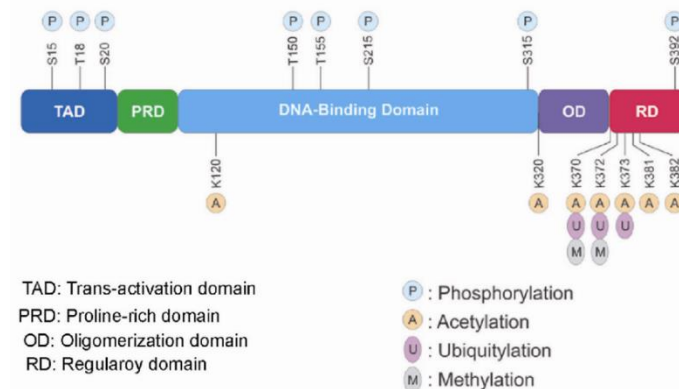 P P P P P P P P
S15 T18 S20 T150 T155 S215 S315 S392
TAD PRD DNA-Binding Domain OD RD
K120 K320 K370 K372 K373 K381 K382
A A A A A A A
U U U
M M
TAD: Trans-activation domain
PRD: Proline-rich domain
OD: Oligomerization domain
RD: Regularoy domain
P : Phosphorylation
A : Acetylation
U : Ubiquitylation
M : Methylation